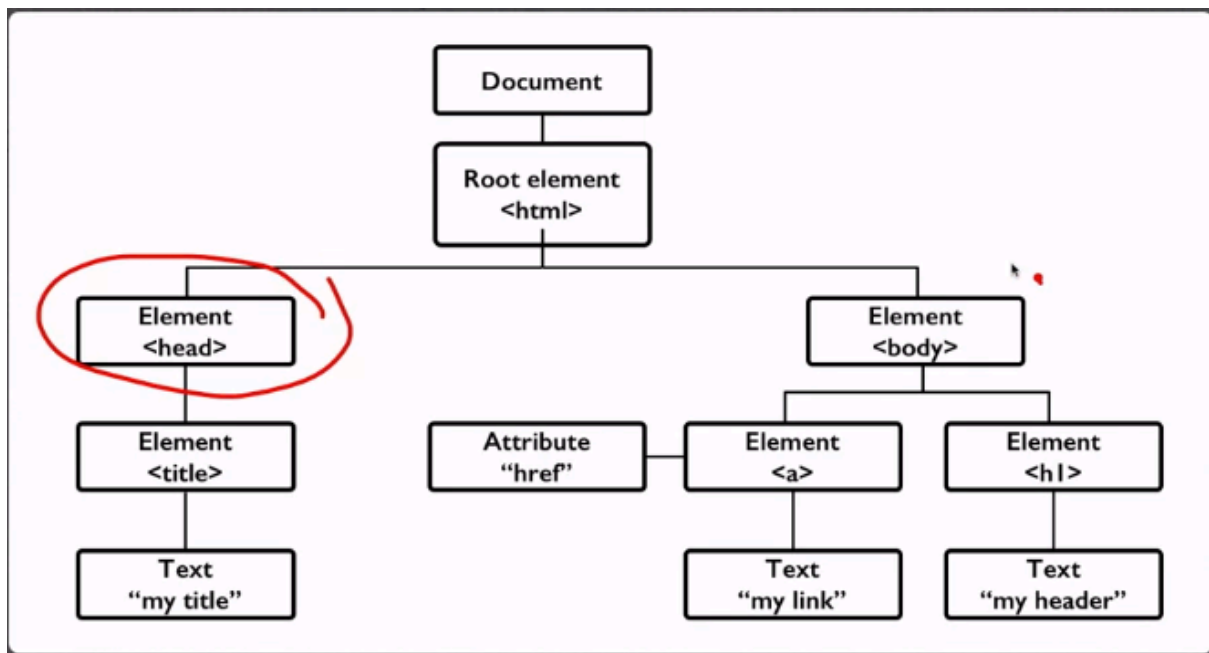 Document
Root element
<html>
Element
<head>
Element
<body>
Element
<title>
Attribute
“href”
Element
<a>
Element
<h1>
Text
“my title”
Text
“my link”
Text
“my header”